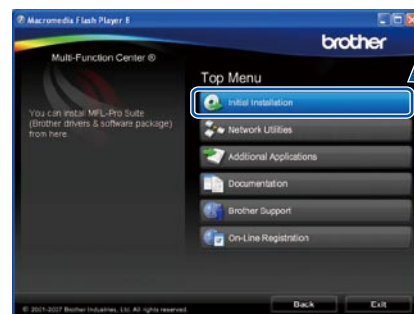 Macromedia Flash Player 8
brother
Multi-Function Center ®
Top Menu
You can install MFL-Pro Suite
(Brother drivers & software package)
from here.
Initial Installation
Network Utilities
Additional Applications
Documentation
Brother Support
On-Line Registration
© 2001-2007 Brother Industries, Ltd. All rights reserved.
Back
Exit